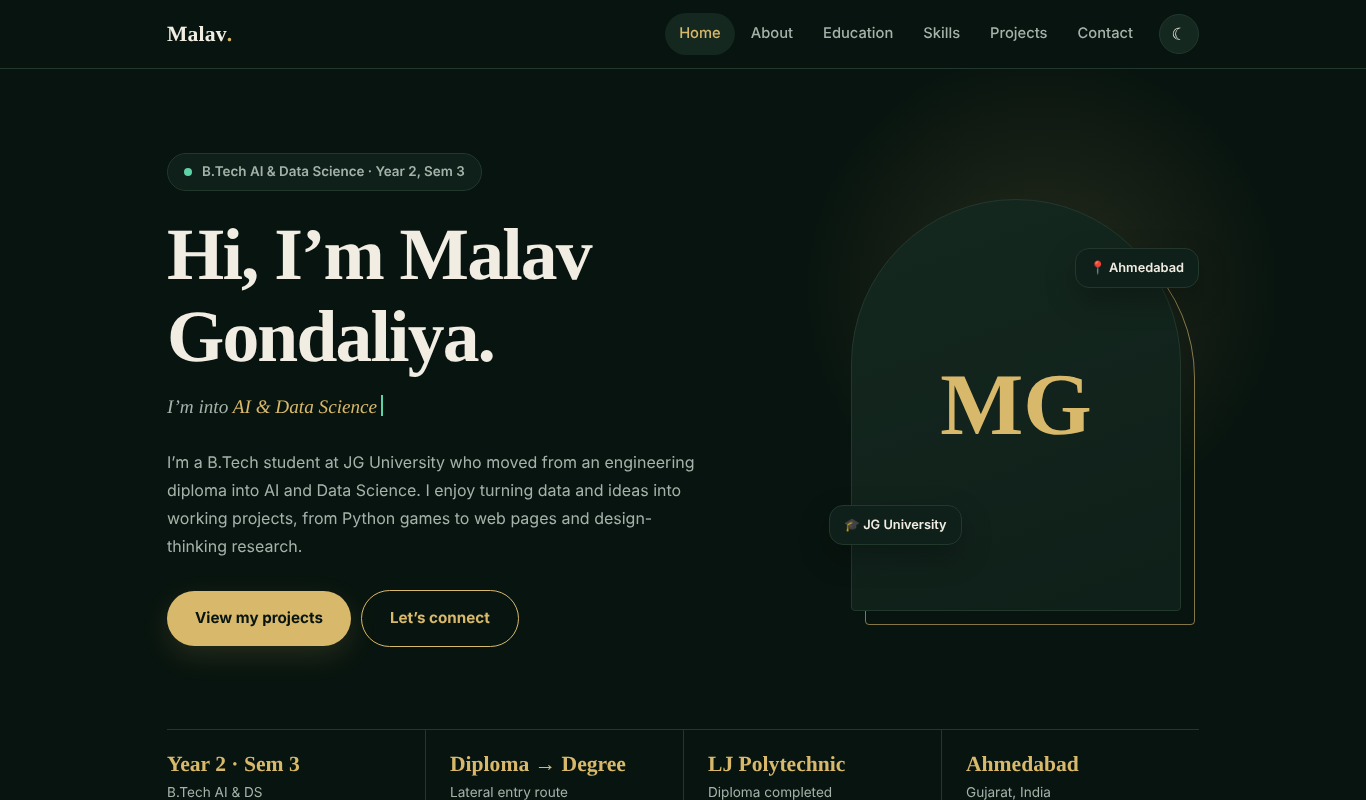 Malav.
Home About Education Skills Projects Contact
B.Tech AI & Data Science · Year 2, Sem 3
Hi, I’m Malav
Gondaliya.
I’m into AI & Data Science
I’m a B.Tech student at JG University who moved from an engineering
diploma into AI and Data Science. I enjoy turning data and ideas into
working projects, from Python games to web pages and design-
thinking research.
View my projects
Let’s connect
Ahmedabad
MG
JG University
Year 2 · Sem 3
B.Tech AI & DS
Diploma → Degree
Lateral entry route
LJ Polytechnic
Diploma completed
Ahmedabad
Gujarat, India